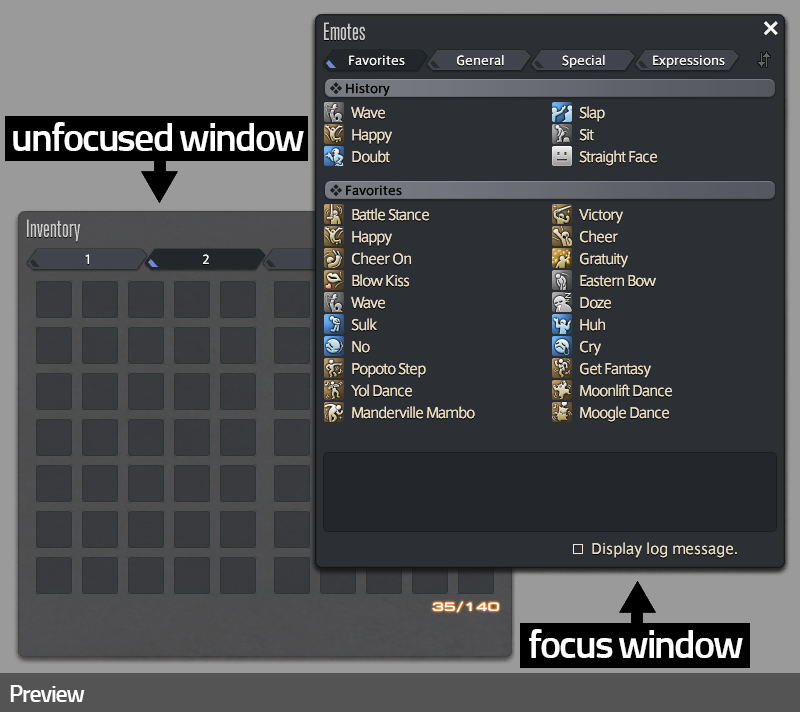 Emotes
Favorites General Special Expressions
History
Wave Slap
Happy Sit
Doubt Straight Face
Favorites
Battle Stance Victory
Happy Cheer
Cheer On Gratuity
Blow Kiss Eastern Bow
Wave Doze
Sulk Huh
No Cry
Popoto Step Get Fantasy
Yol Dance Moonlift Dance
Manderville Mambo Moogle Dance
Display log message.
unfocused window
Inventory
1 2
35/140
focus window
Preview